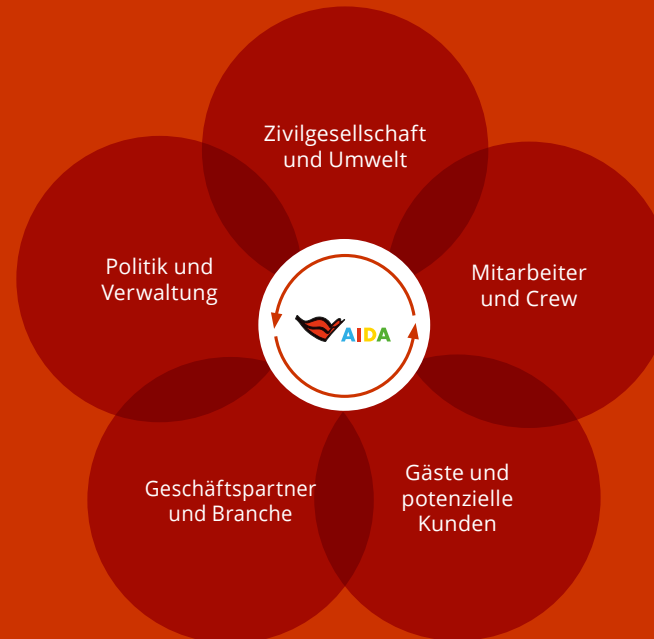 Zivilgesellschaft
und Umwelt
Politik und
Verwaltung
Mitarbeiter
und Crew
AIDA
Geschäftspartner
und Branche
Gäste und
potenzielle
Kunden